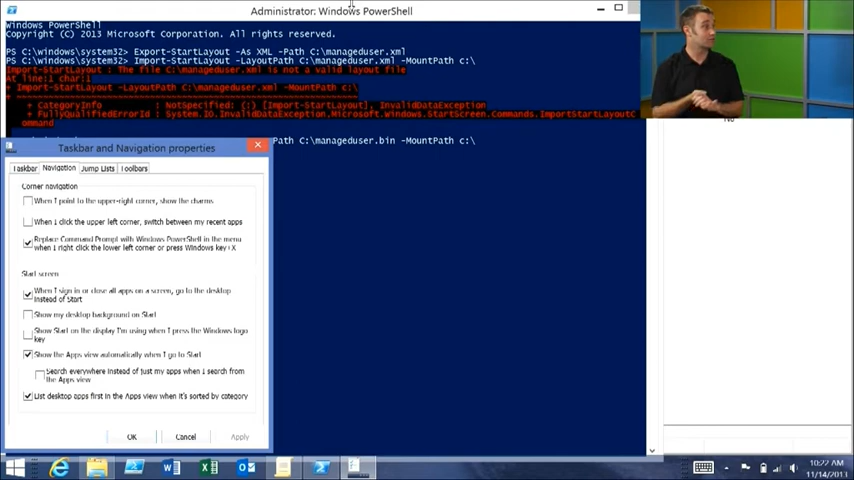 Administrator: Windows PowerShell
Windows PowerShell
Copyright (C) 2013 Microsoft Corporation. All rights reserved.
PS C:\windows\system32> Export-StartLayout -As XML -Path C:\manageduser.xml
PS C:\windows\system32> Import-StartLayout -LayoutPath C:\manageduser.xml -MountPath c:\
Import-StartLayout : The file C:\manageduser.xml is not a valid layout file
At line:1 char:1
+ Import-StartLayout -LayoutPath C:\manageduser.xml -MountPath c:\
+ CategoryInfo : NotSpecified: (:) [Import-StartLayout], InvalidDataException
+ FullyQualifiedErrorId : System.IO.InvalidDataException,Microsoft.Windows.StartScreen.Commands.ImportStartLayoutC
ommand
Path C:\manageduser.bin -MountPath c:\
Taskbar and Navigation properties
Taskbar Navigation Jump Lists Toolbars
Corner navigation
When I point to the upper-right corner, show the charms
When I click the upper left corner, switch between my recent apps
Replace Command Prompt with Windows PowerShell in the menu
when I right click the lower left corner or press Windows key+X
Start screen
When I sign in or close all apps on a screen, go to the desktop
instead of Start
Show my desktop background on Start
Show Start on the display I'm using when I press the Windows logo
key
Show the Apps view automatically when I go to Start
Search everywhere instead of just my apps when I search from
the Apps view
List desktop apps first in the Apps view when it's sorted by category
OK Cancel Apply
10:22 AM
11/14/2013